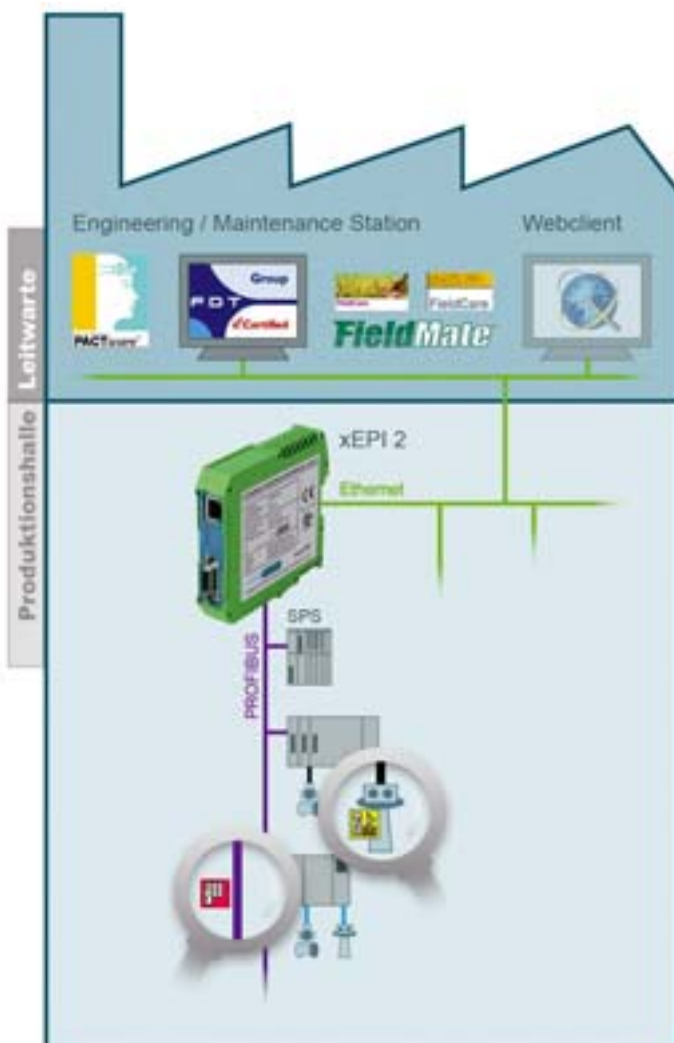 Engineering / Maintenance Station
Webclient
PACTware
FDT
Group
Certified
FieldCare
FieldMate
Leitwarte
Produktionshalle
xEPI 2
Ethernet
SPS
PROFIBUS